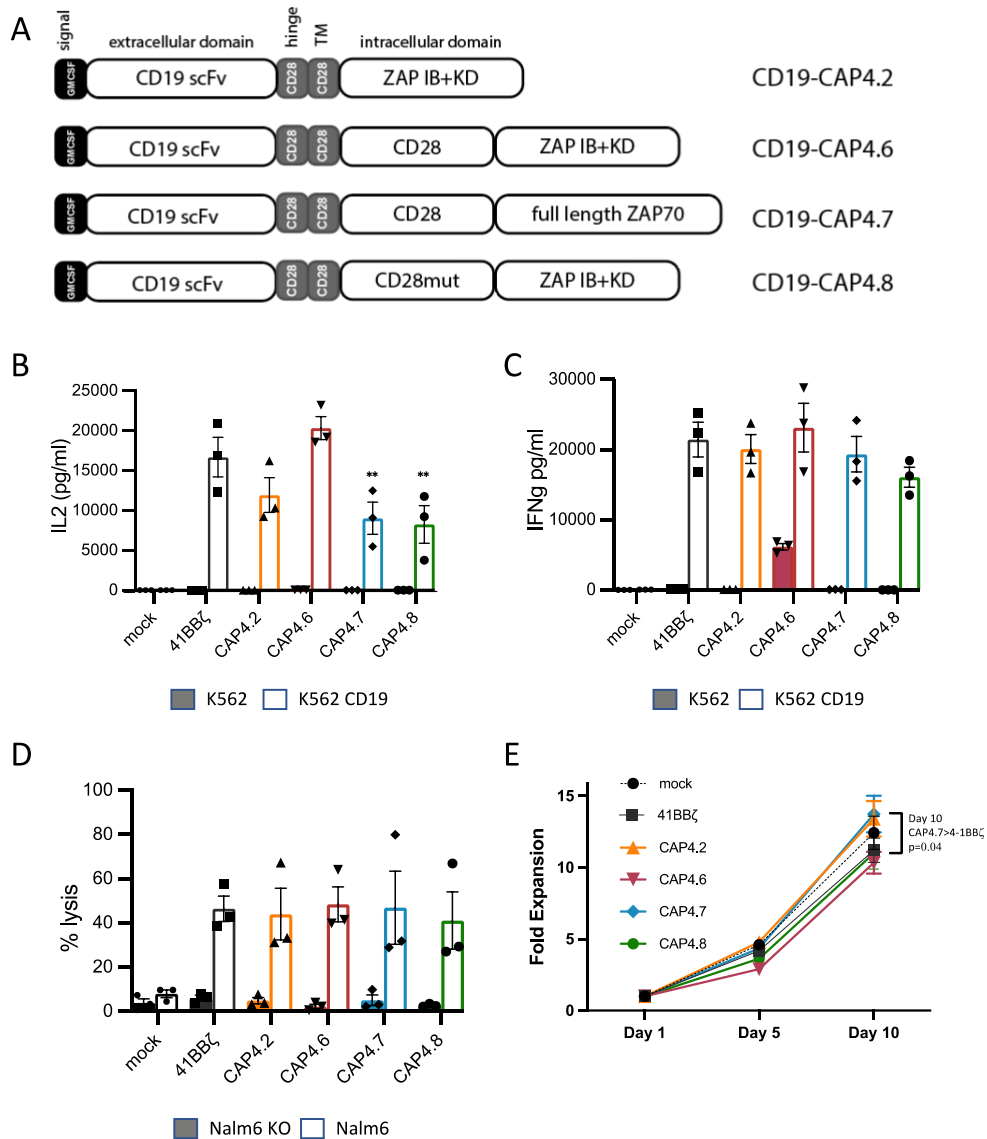 A
signal
extracellular domain
hinge
TM
intracellular domain
GMCSF
CD19 scFv
CD28
CD28
ZAP IB+KD
CD19-CAP4.2
GMCSF
CD19 scFv
CD28
CD28
CD28
ZAP IB+KD
CD19-CAP4.6
GMCSF
CD19 scFv
CD28
CD28
CD28
full length ZAP70
CD19-CAP4.7
GMCSF
CD19 scFv
CD28
CD28
CD28mut
ZAP IB+KD
CD19-CAP4.8
B
IL2 (pg/ml)
25000
20000
15000
10000
5000
0
**
**
mock
41BBζ
CAP4.2
CAP4.6
CAP4.7
CAP4.8
K562
K562 CD19
C
IFNg pg/ml
30000
20000
10000
0
mock
41BBζ
CAP4.2
CAP4.6
CAP4.7
CAP4.8
K562
K562 CD19
D
% lysis
100
80
60
40
20
0
mock
41BBζ
CAP4.2
CAP4.6
CAP4.7
CAP4.8
Nalm6 KO
Nalm6
E
Fold Expansion
15
10
5
0
mock
41BBζ
CAP4.2
CAP4.6
CAP4.7
CAP4.8
Day 10
CAP4.7>4-1BBζ
p=0.04
Day 1
Day 5
Day 10